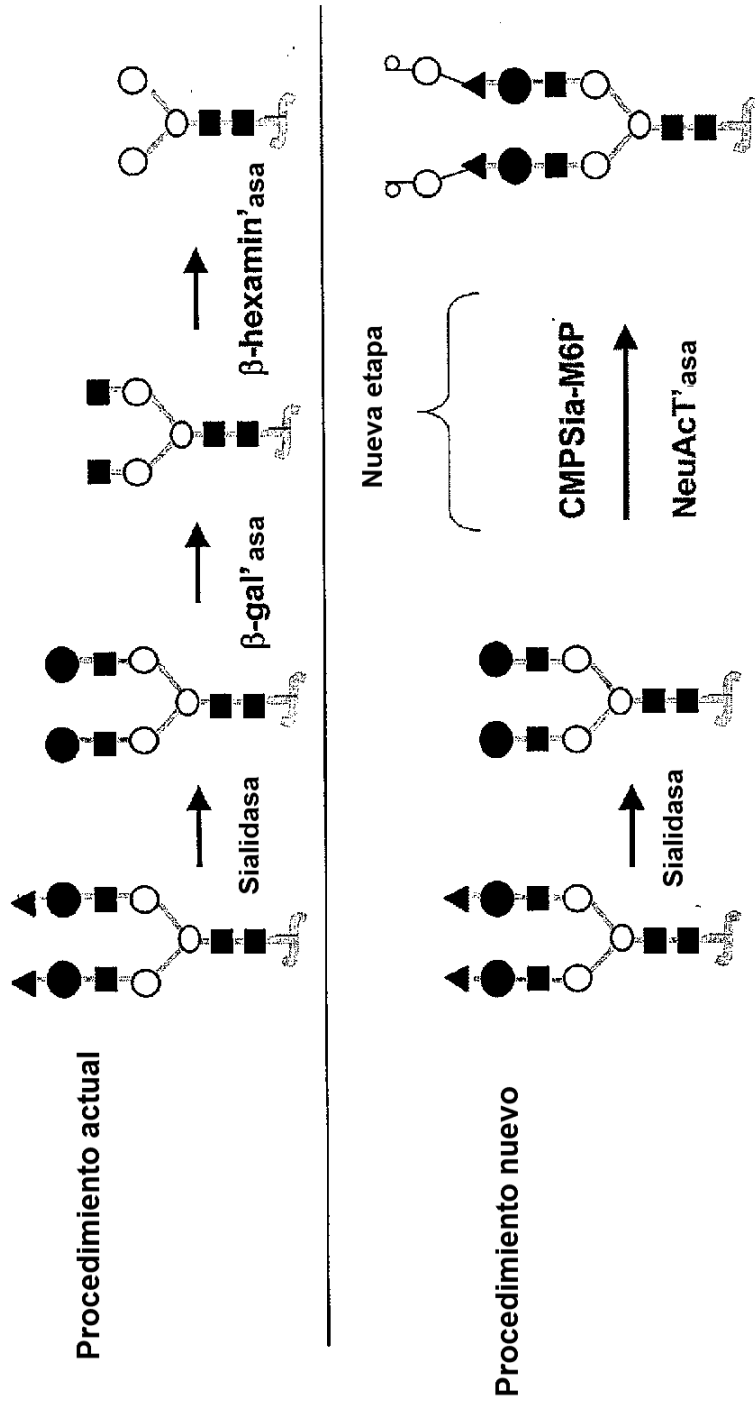 Procedimiento actual
Sialidasa
β-gal'asa
β-hexamin'asa
Procedimiento nuevo
Sialidasa
Nueva etapa
CMPSia-M6P
NeuAcT'asa